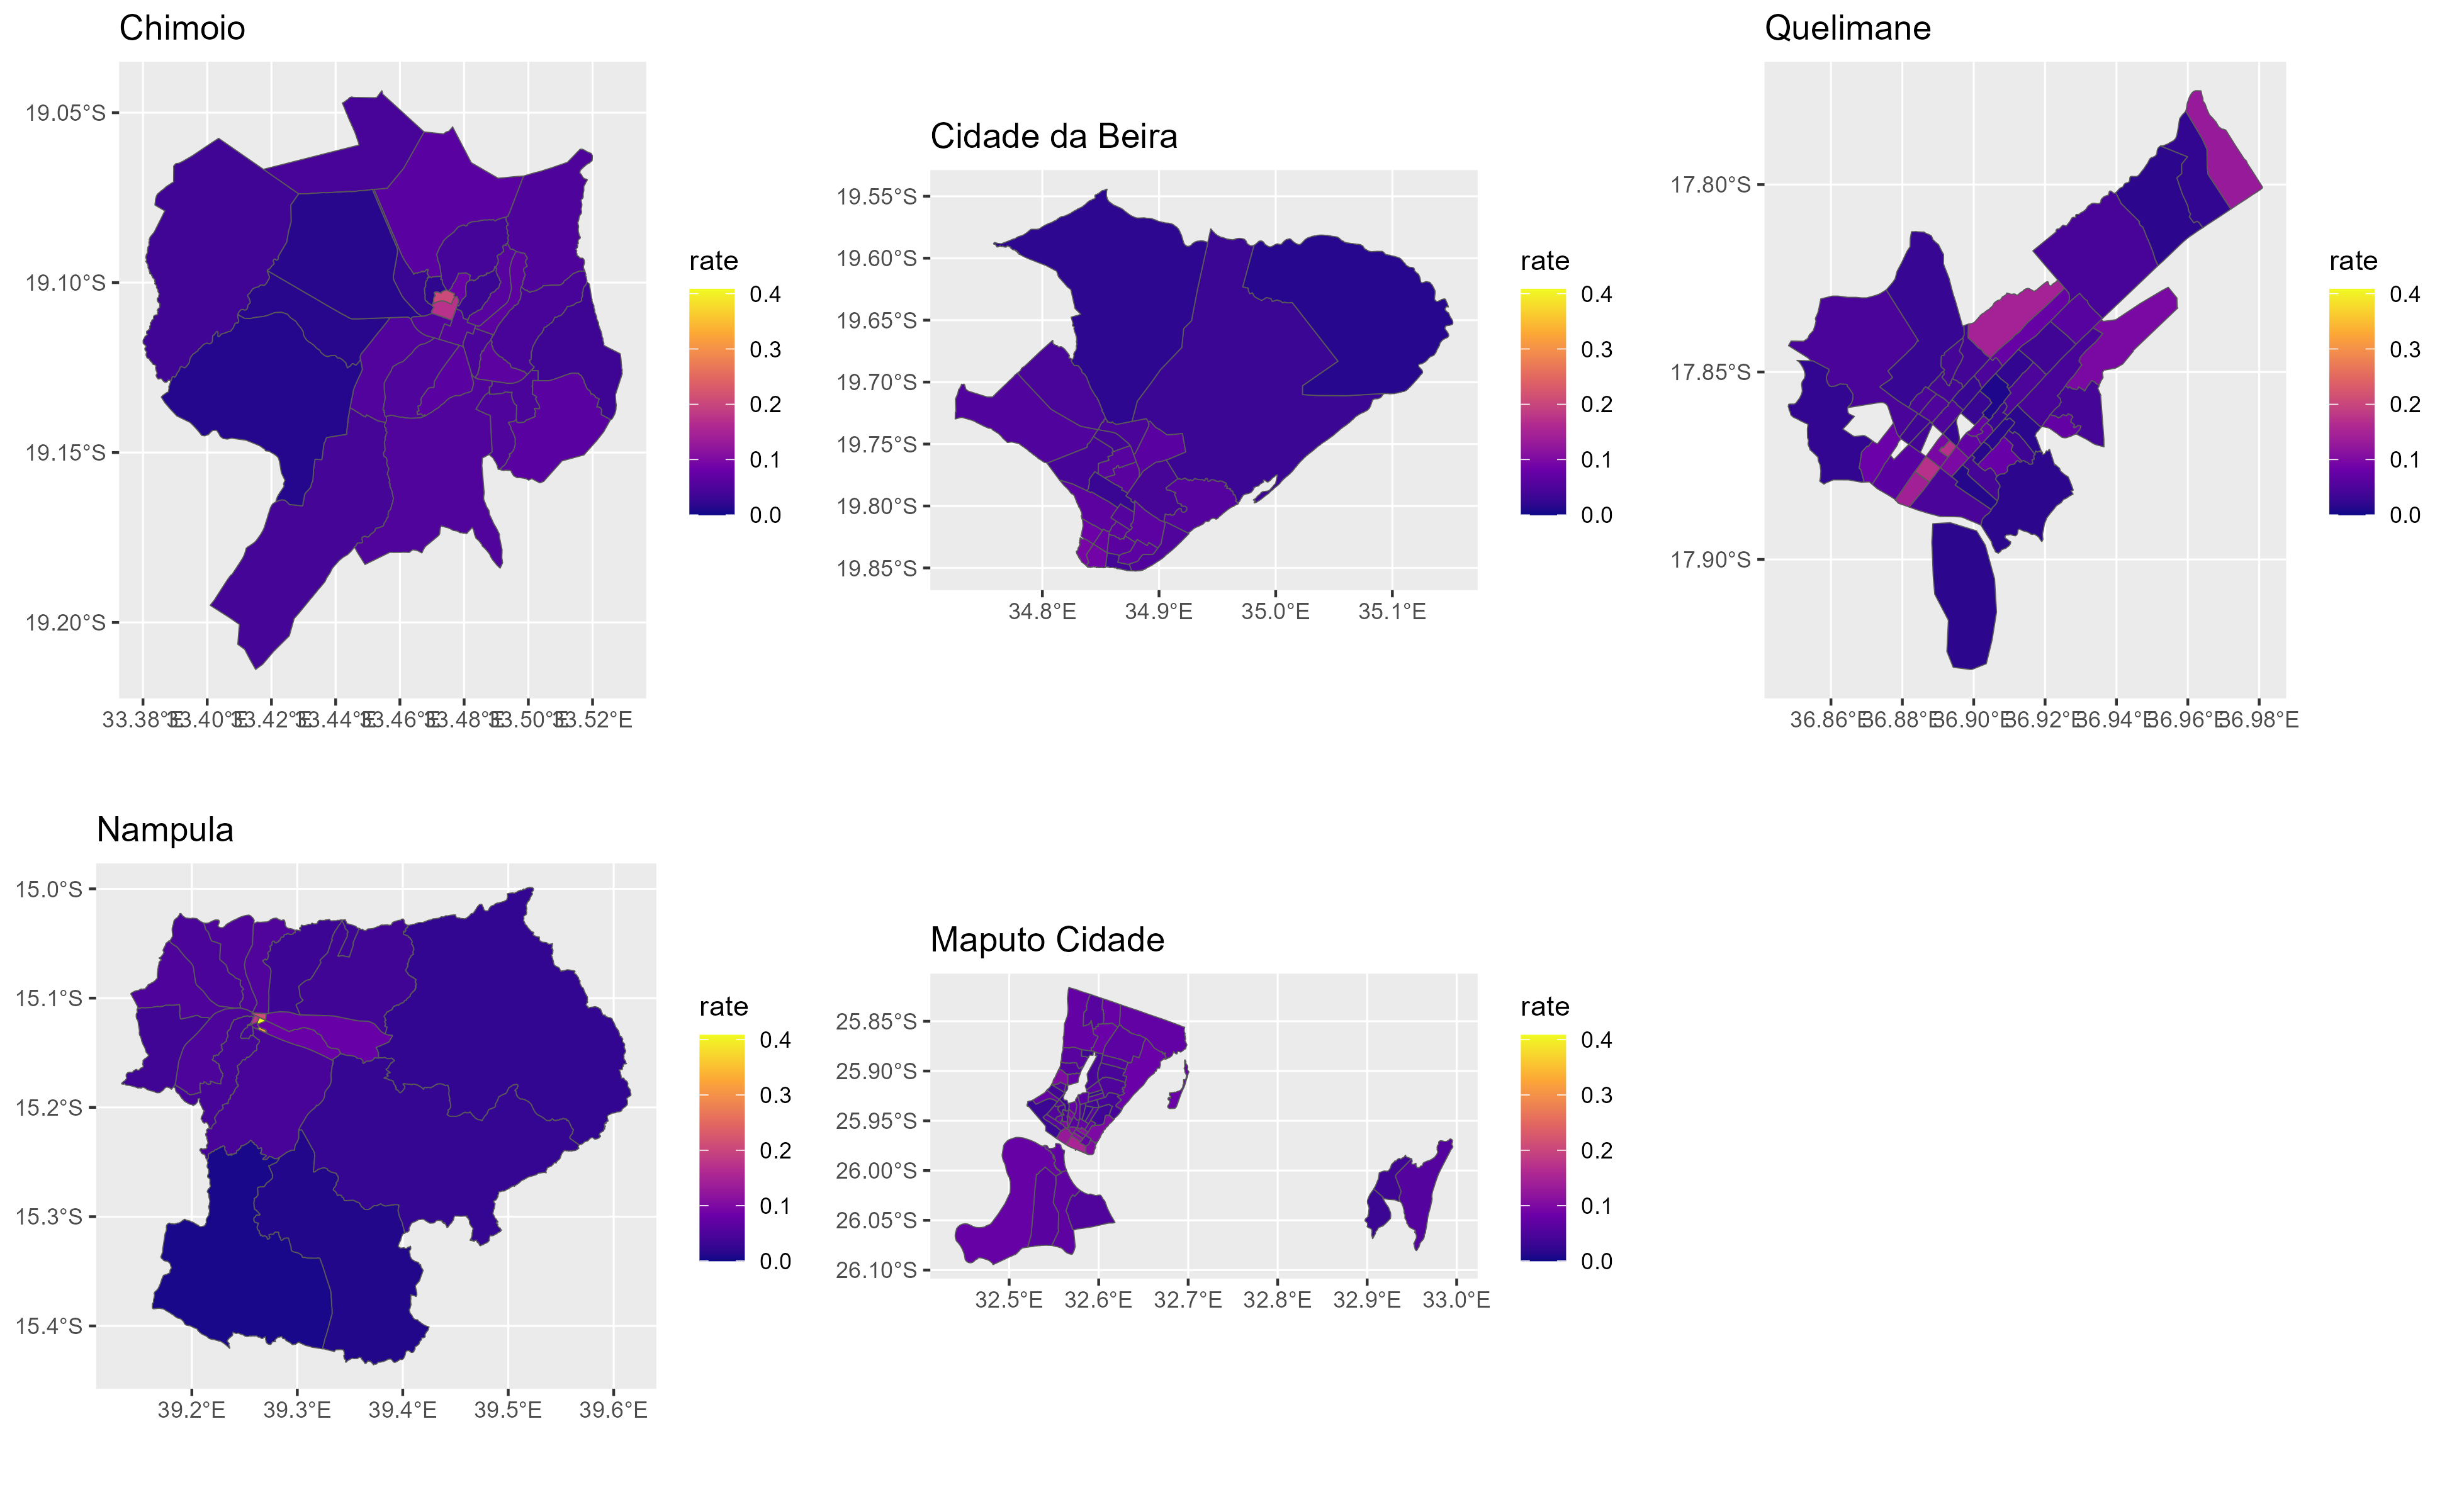 Chimoio
19.05°S
19.10°S
19.15°S
19.20°S
33.38°E 33.40°E 33.42°E 33.44°E 33.46°E 33.48°E 33.50°E 33.52°E
rate
0.4
0.3
0.2
0.1
0.0
Cidade da Beira
19.55°S
19.60°S
19.65°S
19.70°S
19.75°S
19.80°S
19.85°S
34.8°E 34.9°E 35.0°E 35.1°E
rate
0.4
0.3
0.2
0.1
0.0
Quelimane
17.80°S
17.85°S
17.90°S
36.86°E 36.88°E 36.90°E 36.92°E 36.94°E 36.96°E 36.98°E
rate
0.4
0.3
0.2
0.1
0.0
Nampula
15.0°S
15.1°S
15.2°S
15.3°S
15.4°S
39.2°E 39.3°E 39.4°E 39.5°E 39.6°E
rate
0.4
0.3
0.2
0.1
0.0
Maputo Cidade
25.85°S
25.90°S
25.95°S
26.00°S
26.05°S
26.10°S
32.5°E 32.6°E 32.7°E 32.8°E 32.9°E 33.0°E
rate
0.4
0.3
0.2
0.1
0.0